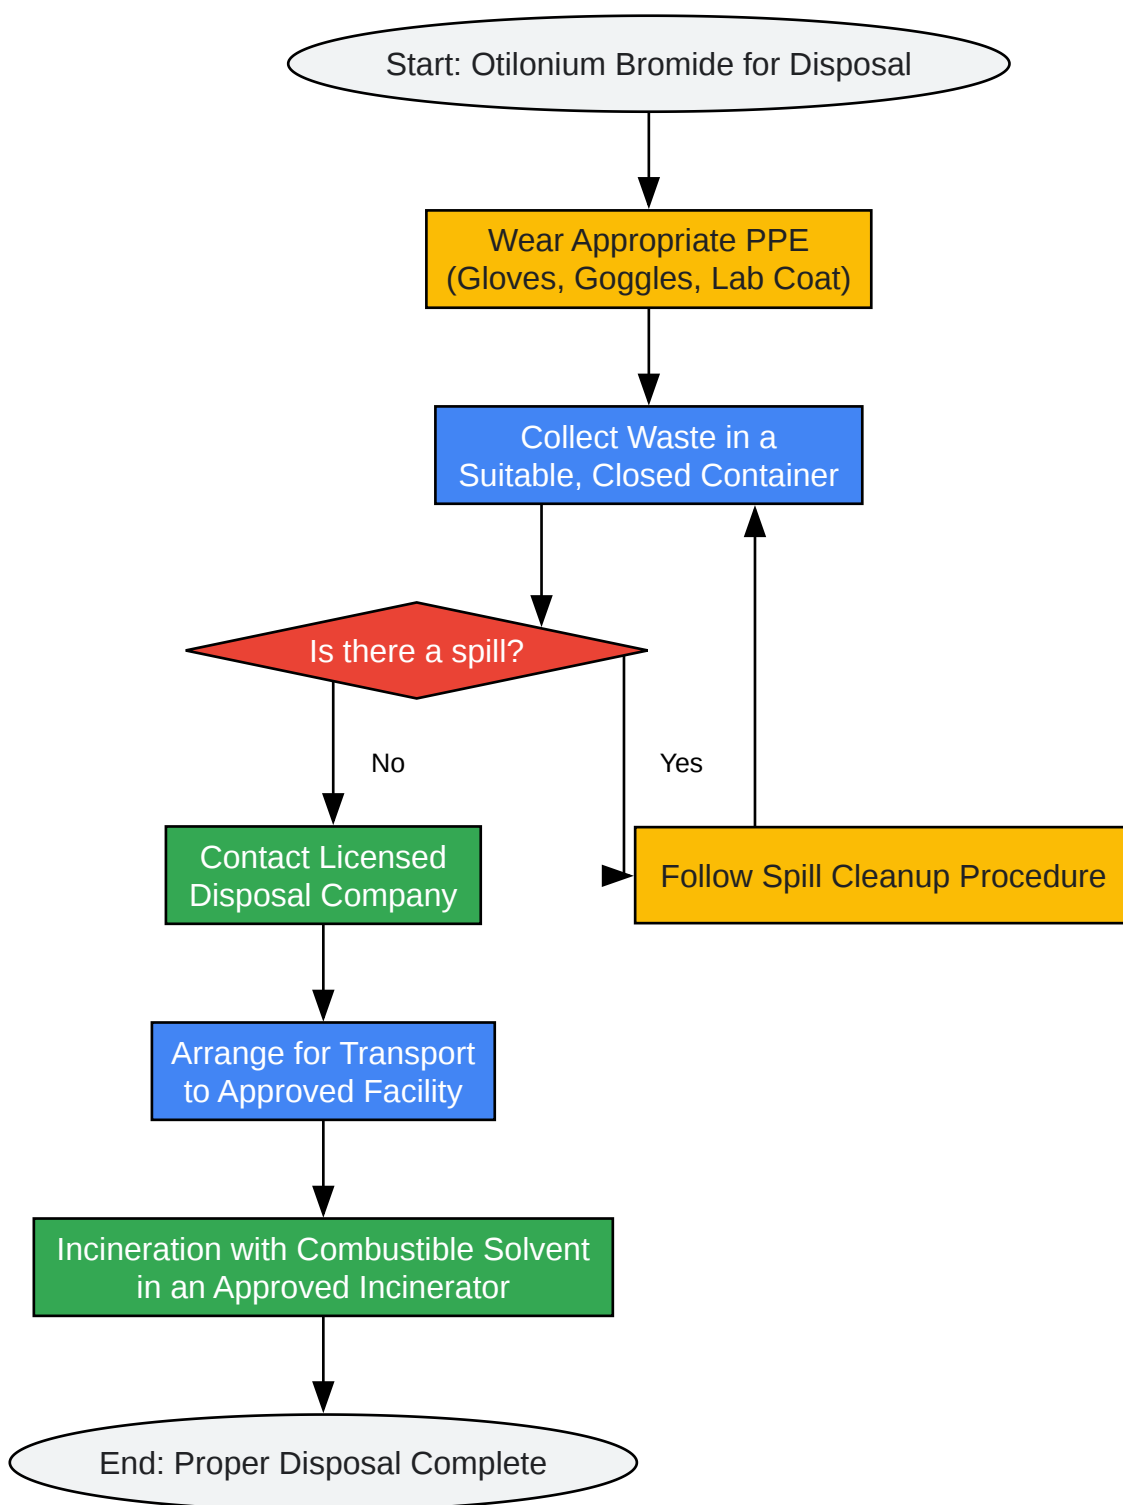 Start: Otilonium Bromide for Disposal
Wear Appropriate PPE
(Gloves, Goggles, Lab Coat)
Collect Waste in a
Suitable, Closed Container
Is there a spill?
No
Yes
Contact Licensed
Disposal Company
Follow Spill Cleanup Procedure
Arrange for Transport
to Approved Facility
Incineration with Combustible Solvent
in an Approved Incinerator
End: Proper Disposal Complete